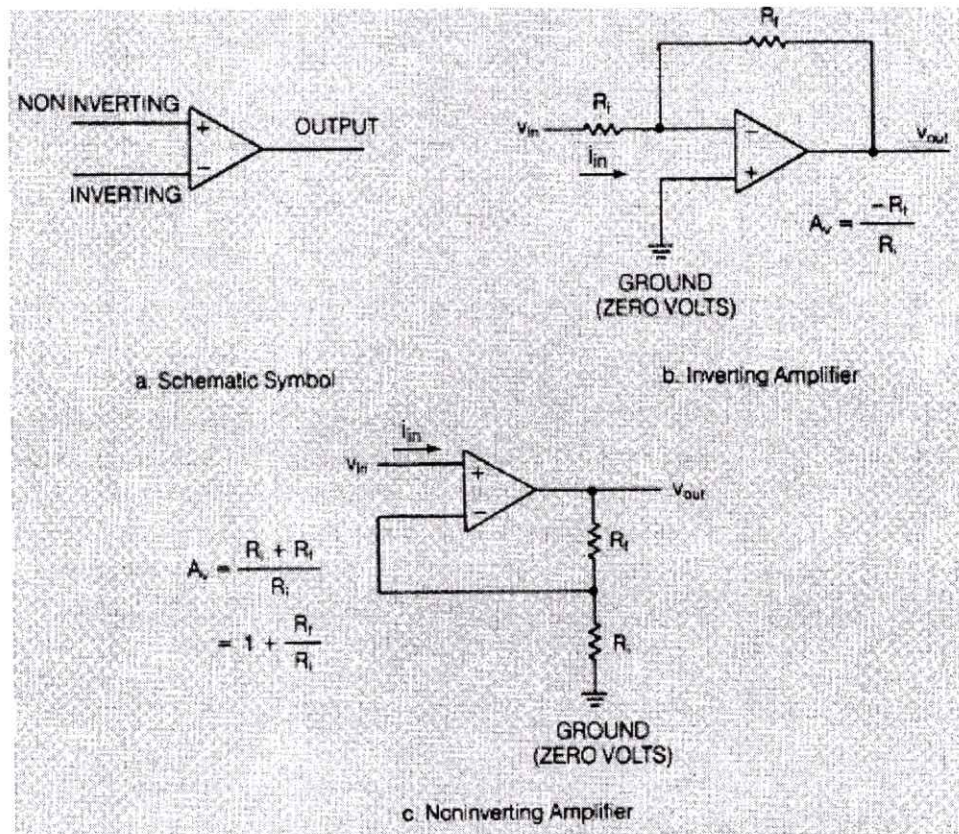 NONINVERTING
OUTPUT
INVERTING
a. Schematic Symbol
Rf
Ri
vin
iin
vout
Av = -Rf / Ri
GROUND
(ZERO VOLTS)
b. Inverting Amplifier
iin
vin
vout
Rf
Av = Ri + Rf / Ri
= 1 + Rf / Ri
Ri
GROUND
(ZERO VOLTS)
c. Noninverting Amplifier